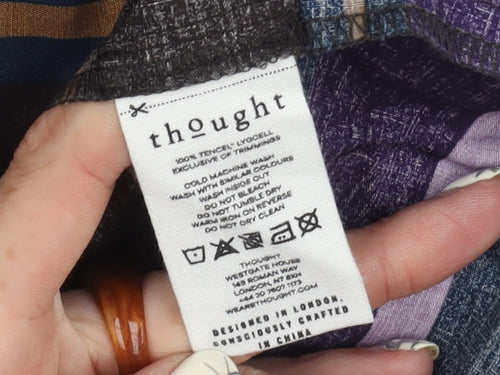 thought
100% TENCEL™ LYOCELL
EXCLUSIVE OF TRIMMINGS
COLD MACHINE WASH
WASH WITH SIMILAR COLOURS
WASH INSIDE OUT
DO NOT BLEACH
DO NOT TUMBLE DRY
WARM IRON ON REVERSE
DO NOT DRY CLEAN
THOUGHT
WESTGATE HOUSE
149 ROMAN WAY
LONDON, N7 8XH
+44 20 7607 1173
WEARETHOUGHT.COM
DESIGNED IN LONDON,
CONSCIOUSLY CRAFTED
IN CHINA